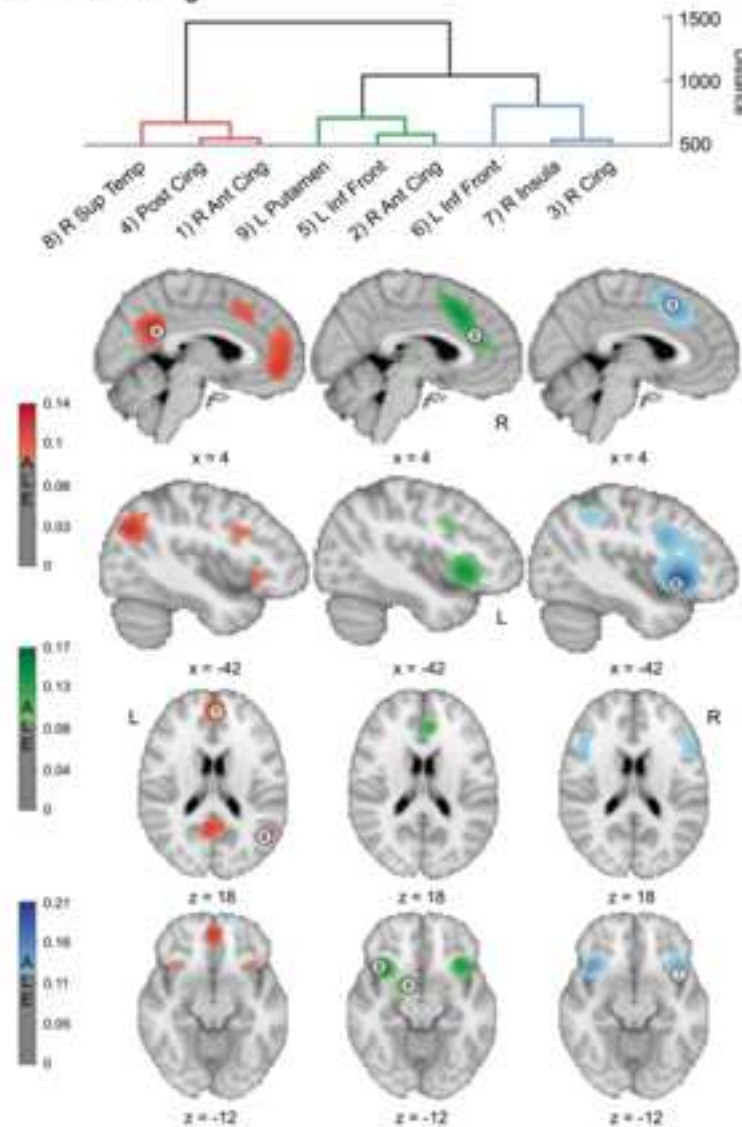 1500
1000
500
Distance
8) R Sup Temp
4) Post Cing
1) R Ant Cing
9) L Putamen
5) L Inf Front
2) R Ant Cing
6) L Inf Front
7) R Insula
3) R Cing
R
x = 4
x = 4
x = 4
0.14
0.1
0.06
0.03
0
ALE
L
x = -42
x = -42
x = -42
0.17
0.13
0.08
0.04
0
ALE
L
R
z = 18
z = 18
z = 18
0.21
0.16
0.11
0.05
0
ALE
z = -12
z = -12
z = -12